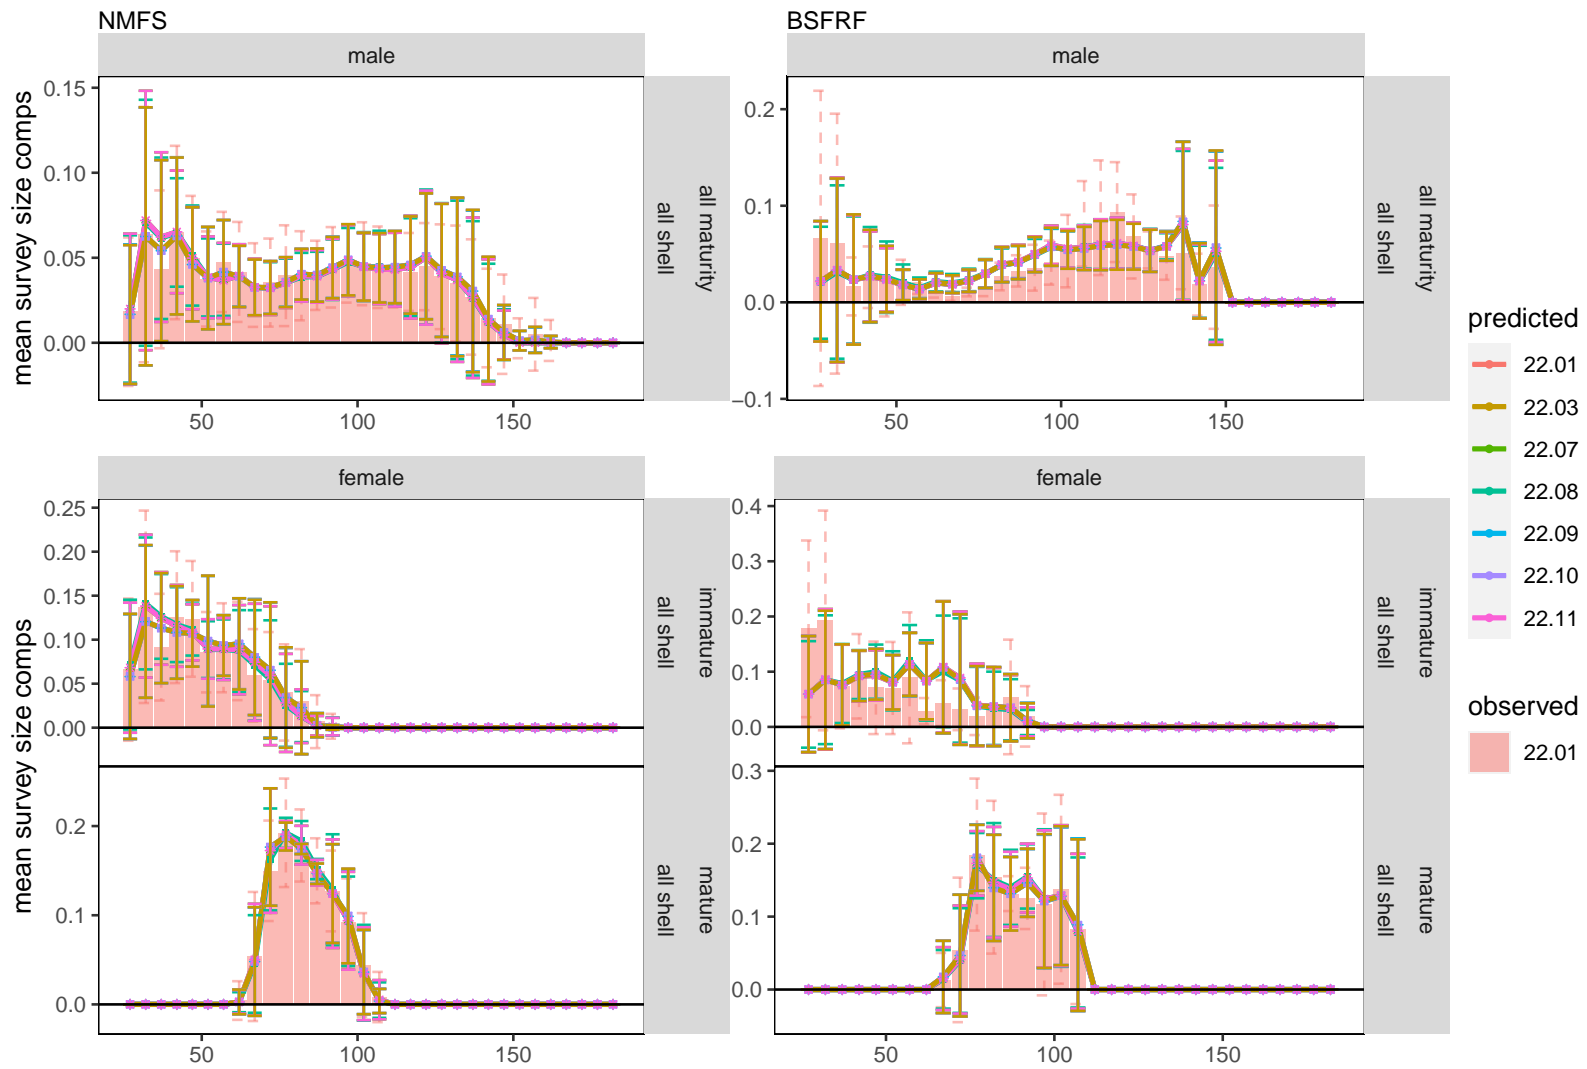 NMFS
BSFRF
male
male
mean survey size comps
0.15
0.10
0.05
0.00
all maturity
all shell
50
100
150
0.2
0.1
0.0
−0.1
all maturity
all shell
50
100
150
female
female
mean survey size comps
0.25
0.20
0.15
0.10
0.05
0.00
immature
all shell
0.4
0.3
0.2
0.1
0.0
immature
all shell
mean survey size comps
0.2
0.1
0.0
mature
all shell
0.3
0.2
0.1
0.0
mature
all shell
50
100
150
50
100
150
predicted
22.01
22.03
22.07
22.08
22.09
22.10
22.11
observed
22.01